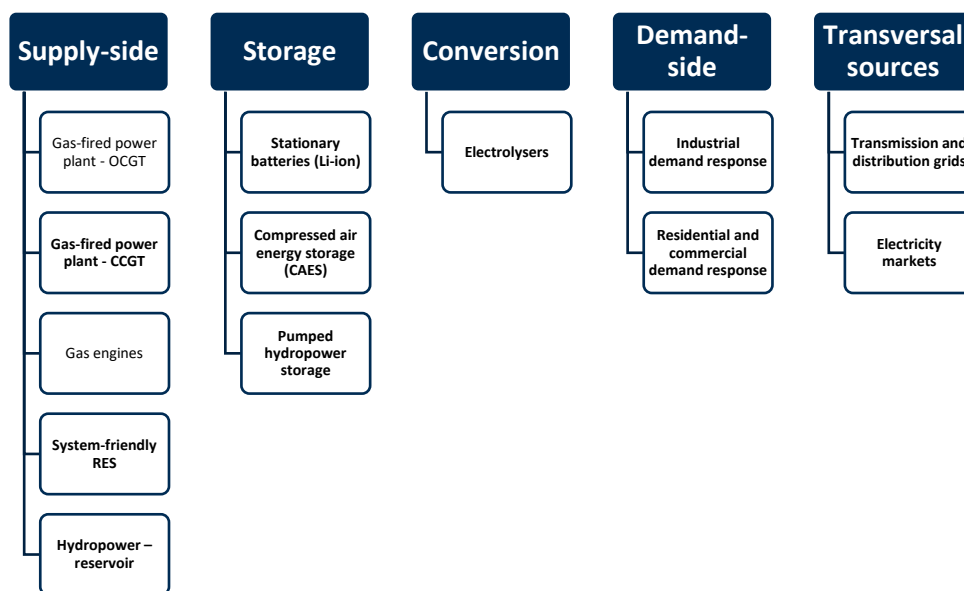 Supply-side
Gas-fired power
plant - OCGT
Gas-fired power
plant - CCGT
Gas engines
System-friendly
RES
Hydropower –
reservoir
Storage
Stationary
batteries (Li-ion)
Compressed air
energy storage
(CAES)
Pumped
hydropower
storage
Conversion
Electrolysers
Demand-
side
Industrial
demand response
Residential and
commercial
demand response
Transversal
sources
Transmission and
distribution grids
Electricity
markets